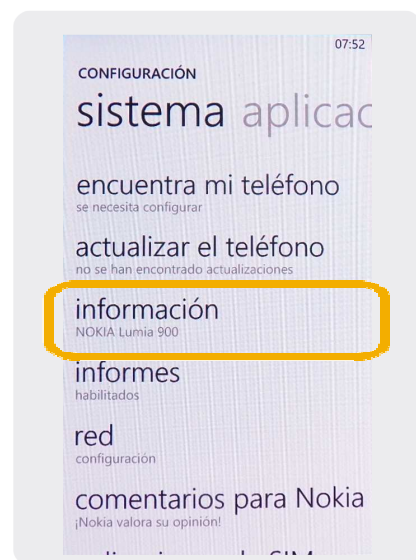 07:52
CONFIGURACIÓN
sistema aplicac
encuentra mi teléfono
se necesita configurar
actualizar el teléfono
no se han encontrado actualizaciones
información
NOKIA Lumia 900
informes
habilitados
red
configuración
comentarios para Nokia
¡Nokia valora su opinión!